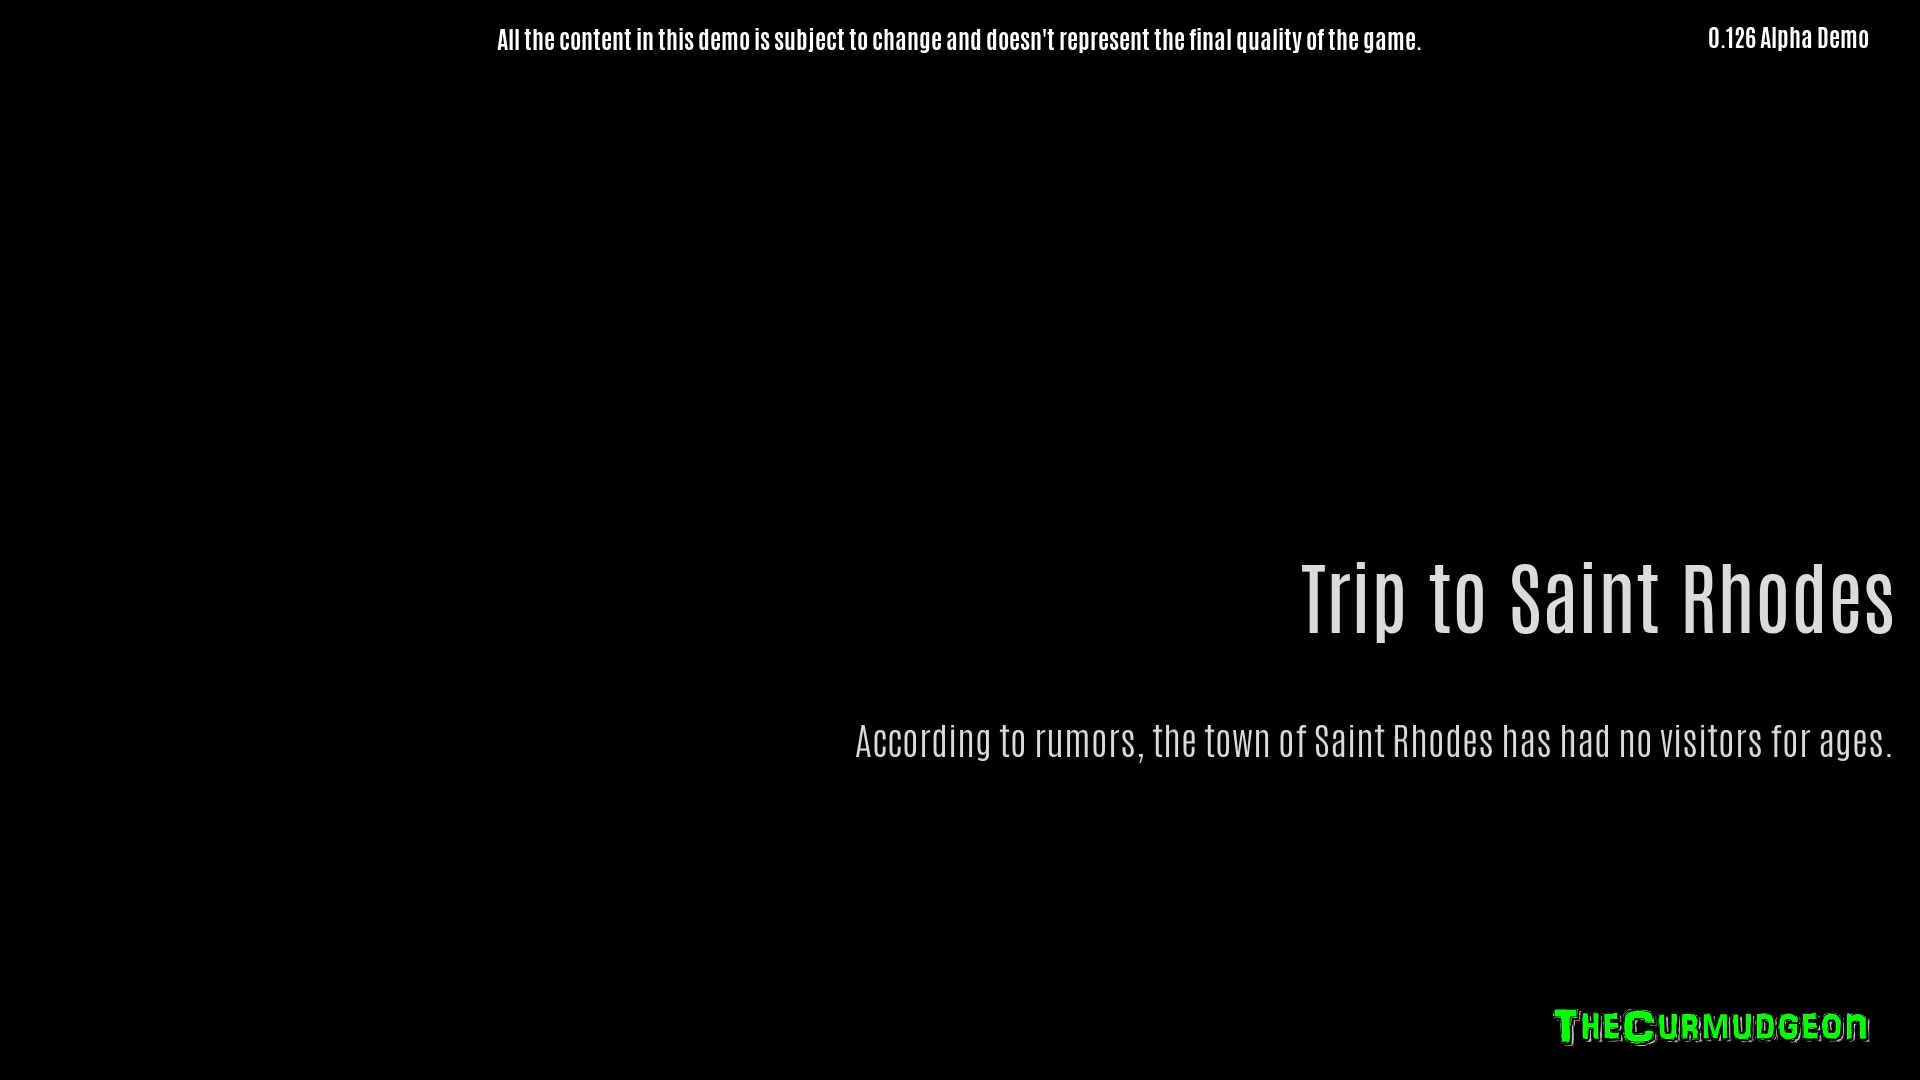 All the content in this demo is subject to change and doesn't represent the final quality of the game.
0.126 Alpha Demo
Trip to Saint Rhodes
According to rumors, the town of Saint Rhodes has had no visitors for ages.
TheCurmudgeon